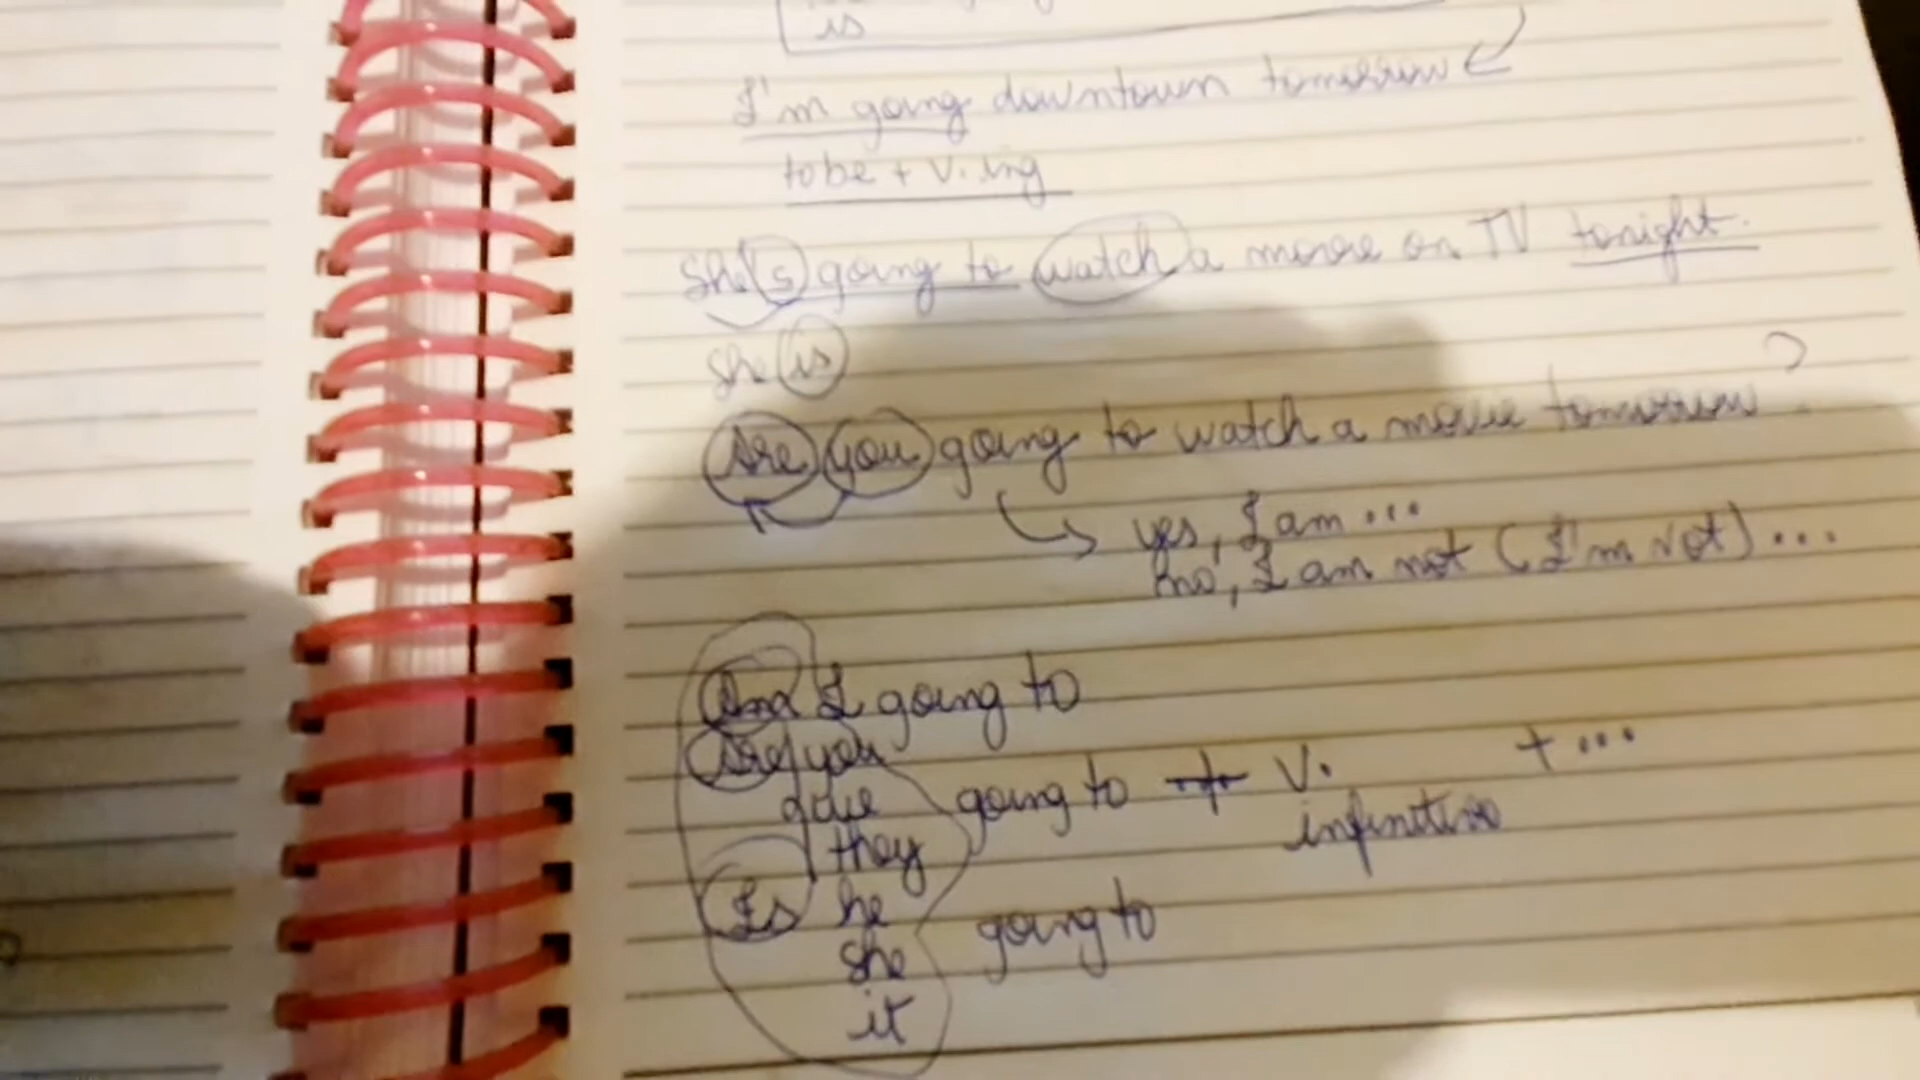 is
I'm going downtown tomorrow
to be + v. ing
She's going to watch a movie on TV tonight.
She is
Are you going to watch a movie tomorrow?
yes, I am ...
no, I am not (I'm not) ...
Am I going to
Are you
we going to + V. + ...
they infinitive
Is he
she going to
it